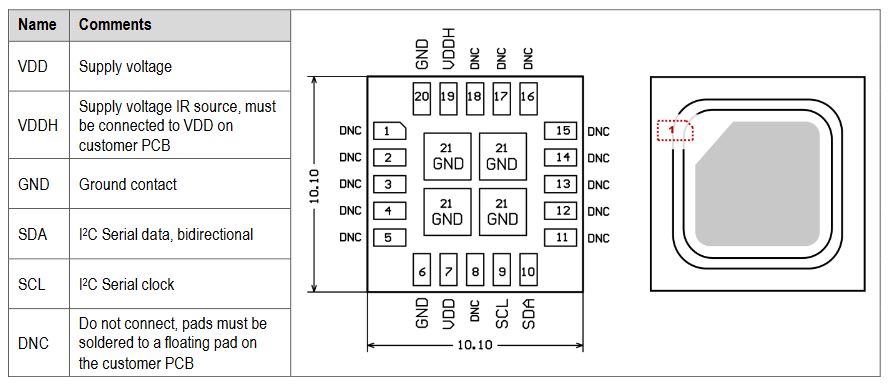 Name Comments
VDD Supply voltage
VDDH Supply voltage IR source, must
be connected to VDD on
customer PCB
GND Ground contact
SDA I²C Serial data, bidirectional
SCL I²C Serial clock
DNC Do not connect, pads must be
soldered to a floating pad on
the customer PCB
GND VDDH DNC DNC DNC
20 19 18 17 16
DNC 1 15 DNC
DNC 2 14 DNC
DNC 3 13 DNC
DNC 4 12 DNC
DNC 5 11 DNC
21 21
GND GND
21 21
GND GND
6 7 8 9 10
GND VDD DNC SCL SDA
10.10
10.10
1